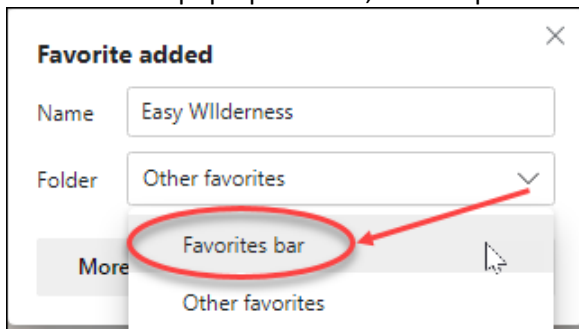 Favorite added
Name Easy WIlderness
Folder Other favorites
Favorites bar
More
Other favorites